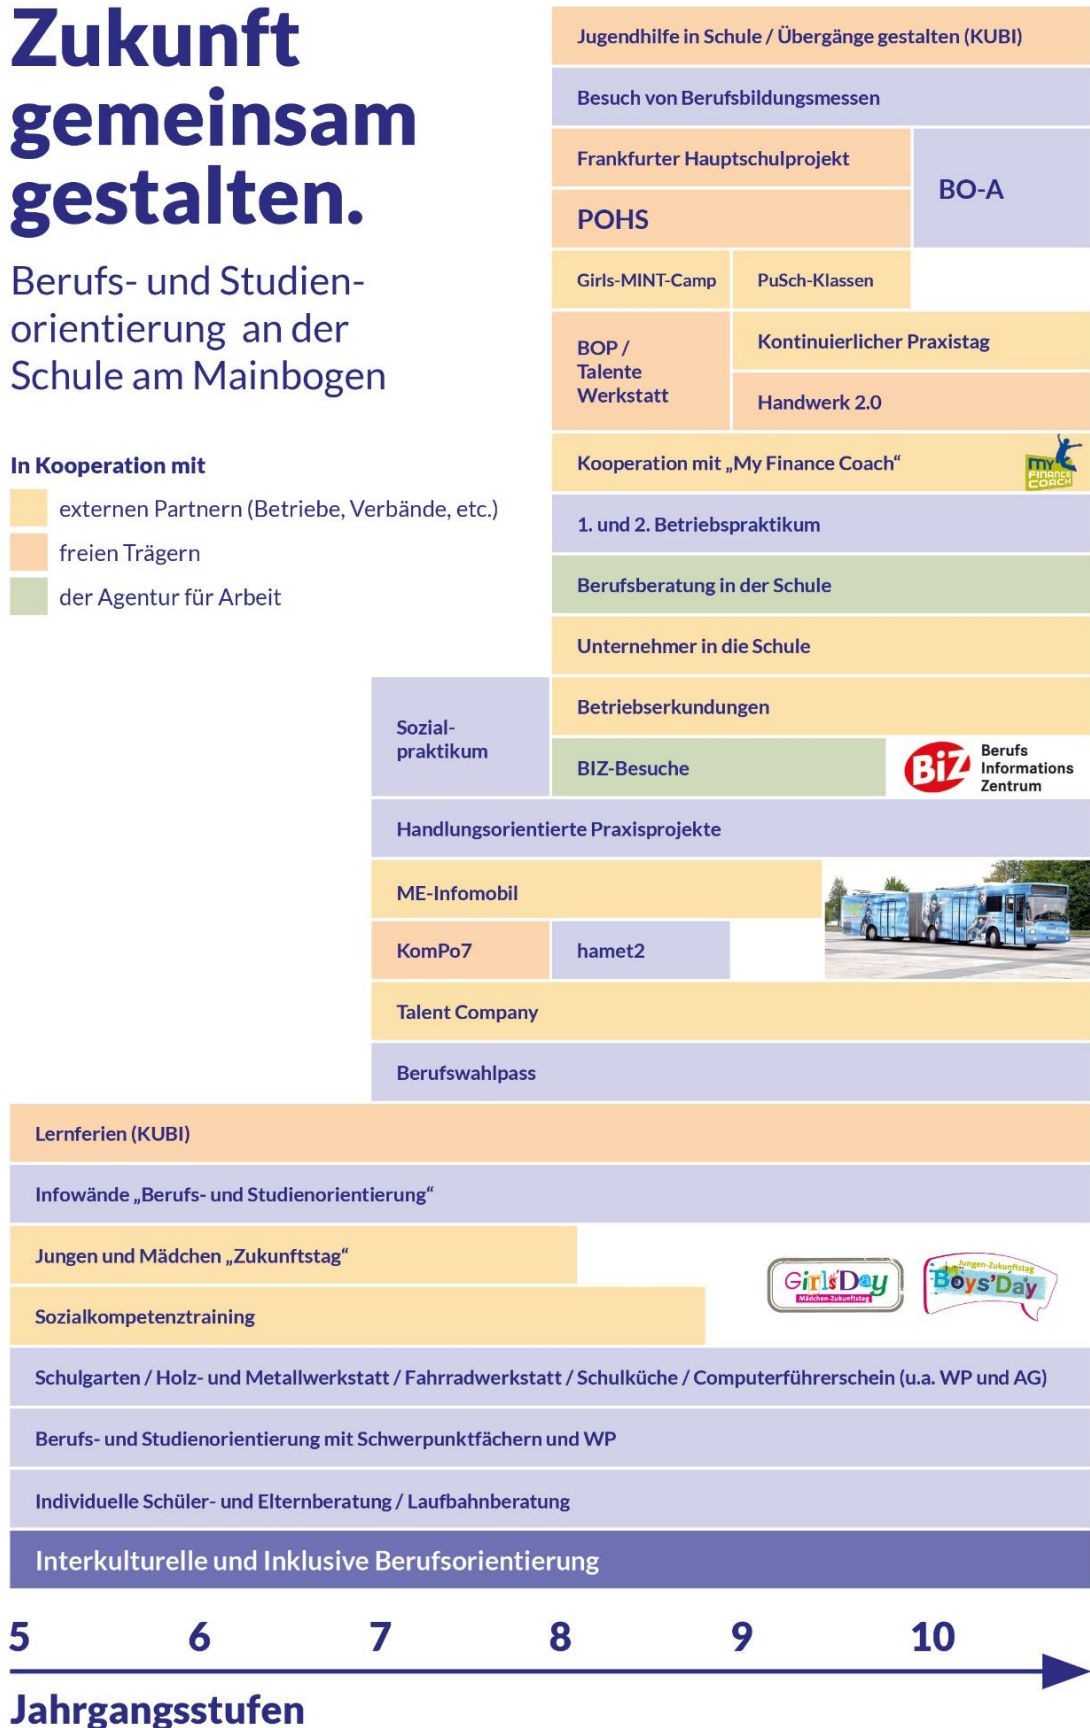 Zukunft
gemeinsam
gestalten.
Berufs- und Studien-
orientierung an der
Schule am Mainbogen
In Kooperation mit
externen Partnern (Betriebe, Verbände, etc.)
freien Trägern
der Agentur für Arbeit
Jugendhilfe in Schule / Übergänge gestalten (KUBI)
Besuch von Berufsbildungsmessen
Frankfurter Hauptschulprojekt
BO-A
POHS
Girls-MINT-Camp
PuSch-Klassen
BOP /
Talente
Werkstatt
Kontinuierlicher Praxistag
Handwerk 2.0
Kooperation mit „My Finance Coach“
my
FINANCE
COACH
1. und 2. Betriebspraktikum
Berufsberatung in der Schule
Unternehmer in die Schule
Sozial-
praktikum
Betriebserkundungen
BIZ-Besuche
BiZ
Berufs
Informations
Zentrum
Handlungsorientierte Praxisprojekte
ME-Infomobil
KomPo7
hamet2
Talent Company
Berufswahlpass
Lernferien (KUBI)
Infowände „Berufs- und Studienorientierung“
Jungen und Mädchen „Zukunftstag“
Girls'Day
Mädchen-Zukunftstag
Jungen-Zukunftstag
Boys'Day
Sozialkompetenztraining
Schulgarten / Holz- und Metallwerkstatt / Fahrradwerkstatt / Schulküche / Computerführerschein (u.a. WP und AG)
Berufs- und Studienorientierung mit Schwerpunktfächern und WP
Individuelle Schüler- und Elternberatung / Laufbahnberatung
Interkulturelle und Inklusive Berufsorientierung
5 6 7 8 9 10
Jahrgangsstufen